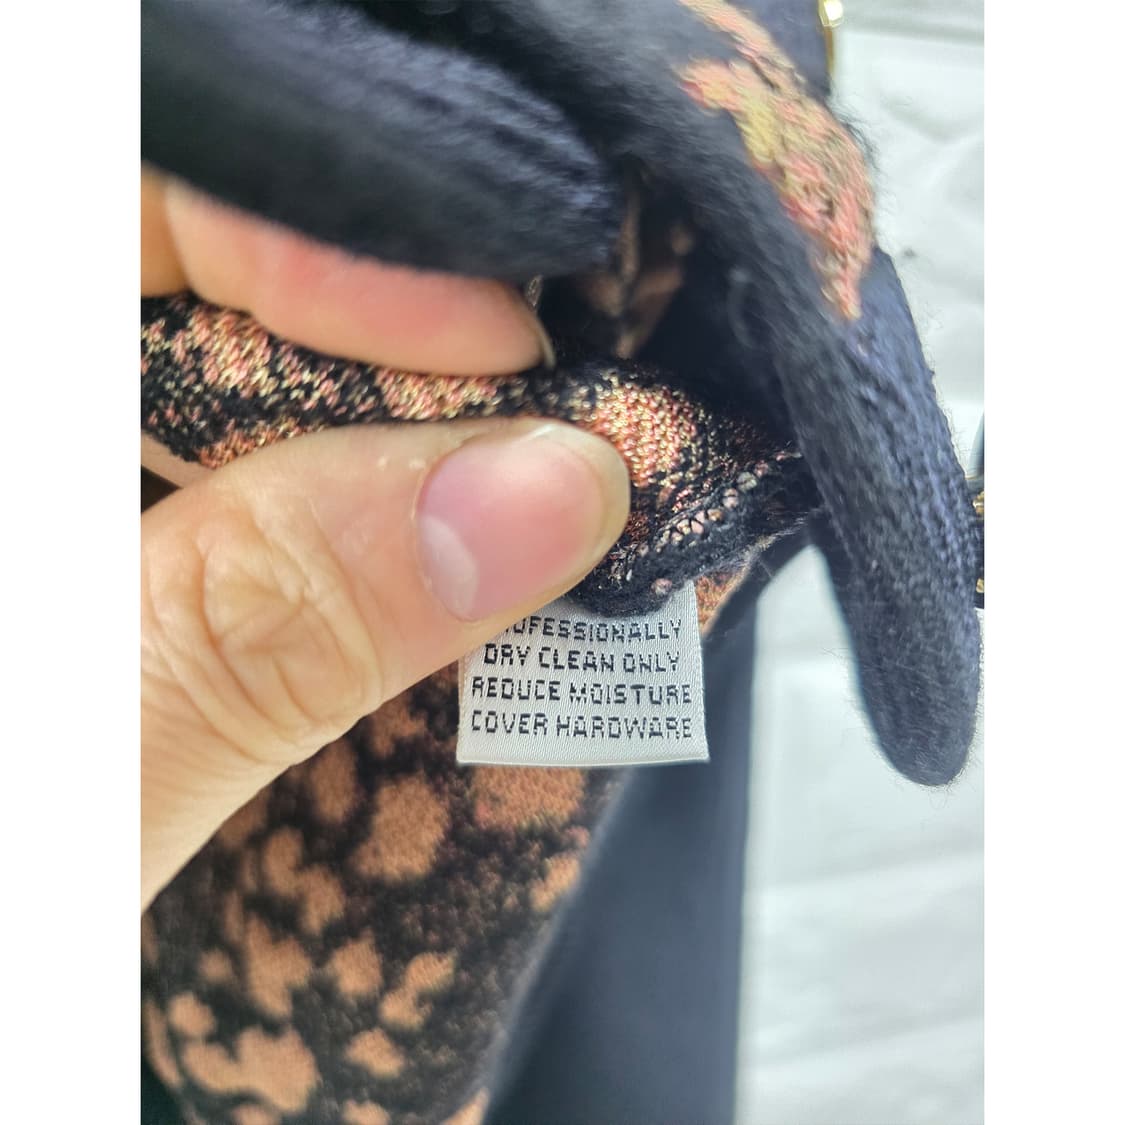 PROFESSIONALLY
DRY CLEAN ONLY
REDUCE MOISTURE
COVER HARDWARE